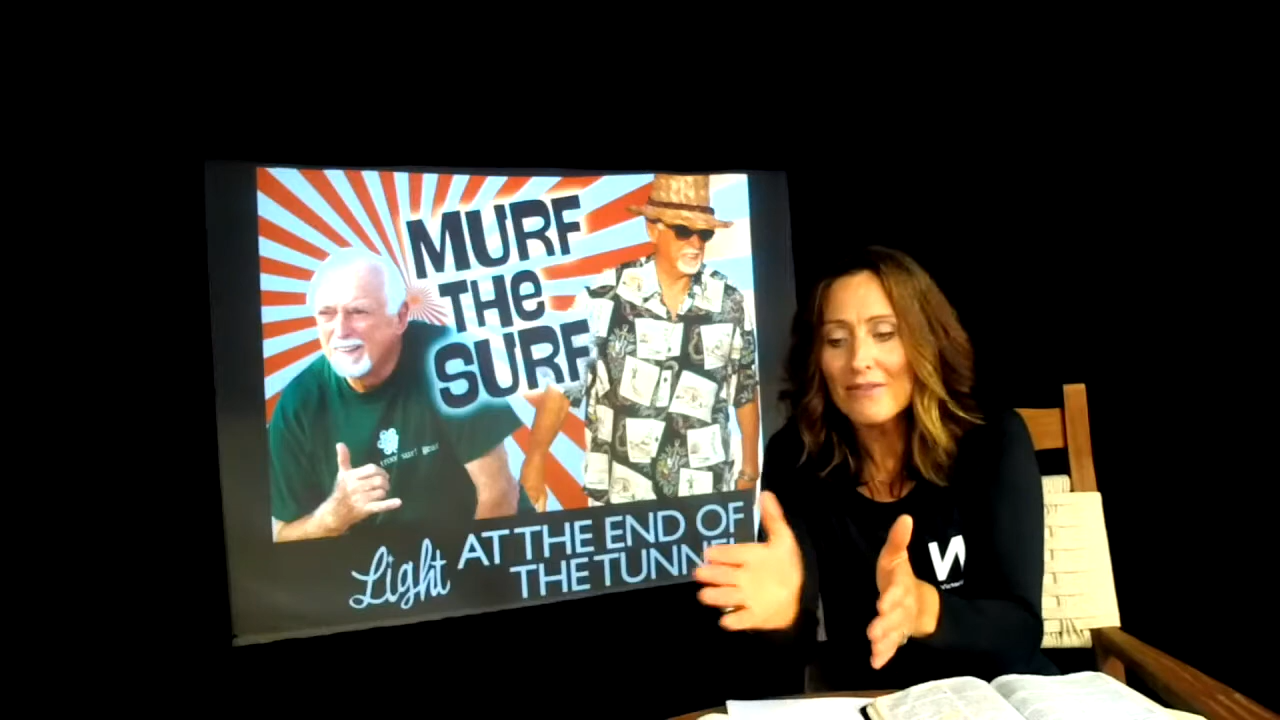 MURF
THE
SURF
Light AT THE END OF
THE TUNNEL
W